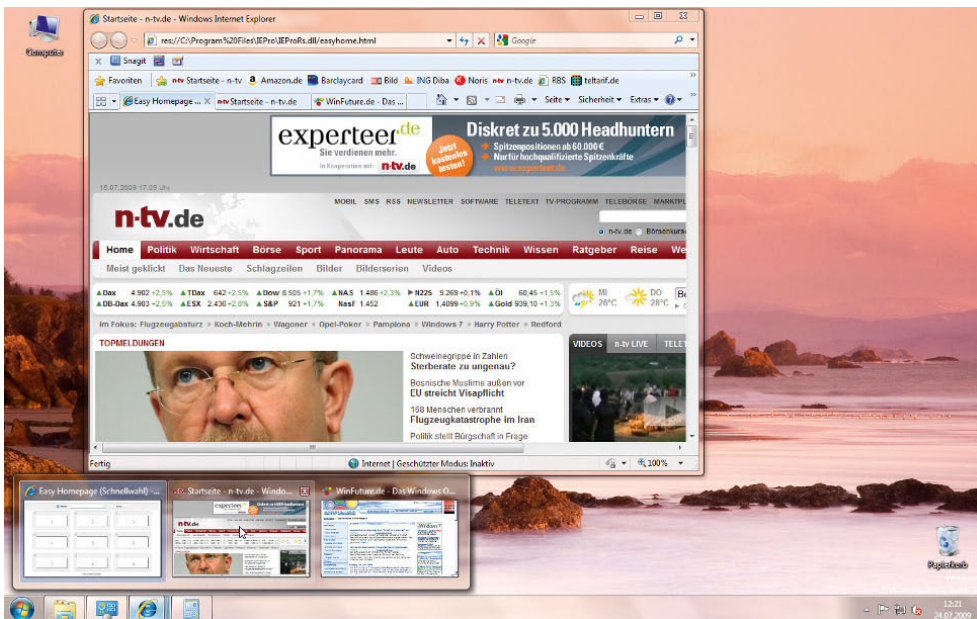 Computer
Startseite - n-tv.de - Windows Internet Explorer
res://C:\Program%20Files\IEPro\IEProRs.dll/easyhome.html
Google
x Snagit
Favoriten n-tv Startseite - n-tv Amazon.de Barclaycard Bild ING Diba Noris n-tv n-tv.de RBS teltarif.de
Easy Homepage ... X n-tv Startseite - n-tv.de WinFuture.de - Das ... Seite Sicherheit Extras
experteer.de
Sie verdienen mehr.
In Kooperation mit: n-tv.de
Jetzt kostenlos testen!
Diskret zu 5.000 Headhuntern
Spitzenpositionen ab 60.000 €
Nur für hochqualifizierte Spitzenkräfte
www.experteer.de
15.07.2009 17:09 Uhr
MOBIL SMS RSS NEWSLETTER SOFTWARE TELETEXT TV-PROGRAMM TELEBÖRSE MARKTPL
n-tv.de
n-tv.de Börsenkurse
Home Politik Wirtschaft Börse Sport Panorama Leute Auto Technik Wissen Ratgeber Reise We
Meist geklickt Das Neueste Schlagzeilen Bilder Bilderserien Videos
Dax 4.902 +2,5% TDax 642 +2,5% Dow 8.505 +1,7% NAS 1.486 +2,3% N225 9.269 +0,1% Öl 60,45 +1,5%
DB-Dax 4.903 +2,5% ESX 2.436 +2,8% S&P 921 +1,7% NasF 1.452 EUR 1,4099 +0,9% Gold 939,10 +1,3%
MI 26°C DO 28°C
Im Fokus: Flugzeugabsturz Koch-Mehrin Wagoner Opel-Poker Pamplona Windows 7 Harry Potter Redford
TOPMELDUNGEN
VIDEOS n-tv LIVE TELET
Schweinegrippe in Zahlen
Sterberate zu ungenau?
Bosnische Muslime außen vor
EU streicht Visapflicht
168 Menschen verbrannt
Flugzeugkatastrophe im Iran
Politik stellt Bürgschaft in Frage
Fertig Internet | Geschützter Modus: Inaktiv 100%
Easy Homepage (Schnellwahl) -... Startseite - n-tv.de - Windo... WinFuture.de - Das Windows O...
Papierkorb
12:21
24.07.2009